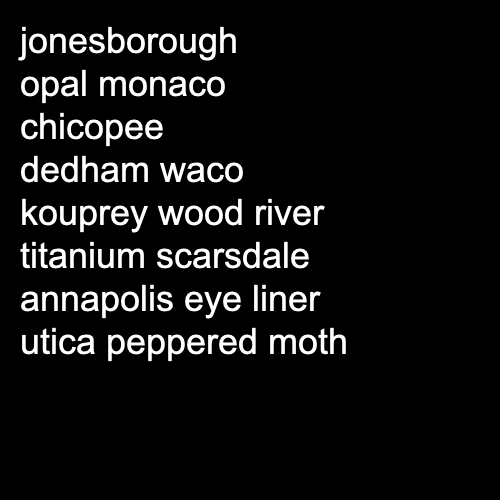 jonesborough
opal monaco
chicopee
dedham waco
kouprey wood river
titanium scarsdale
annapolis eye liner
utica peppered moth